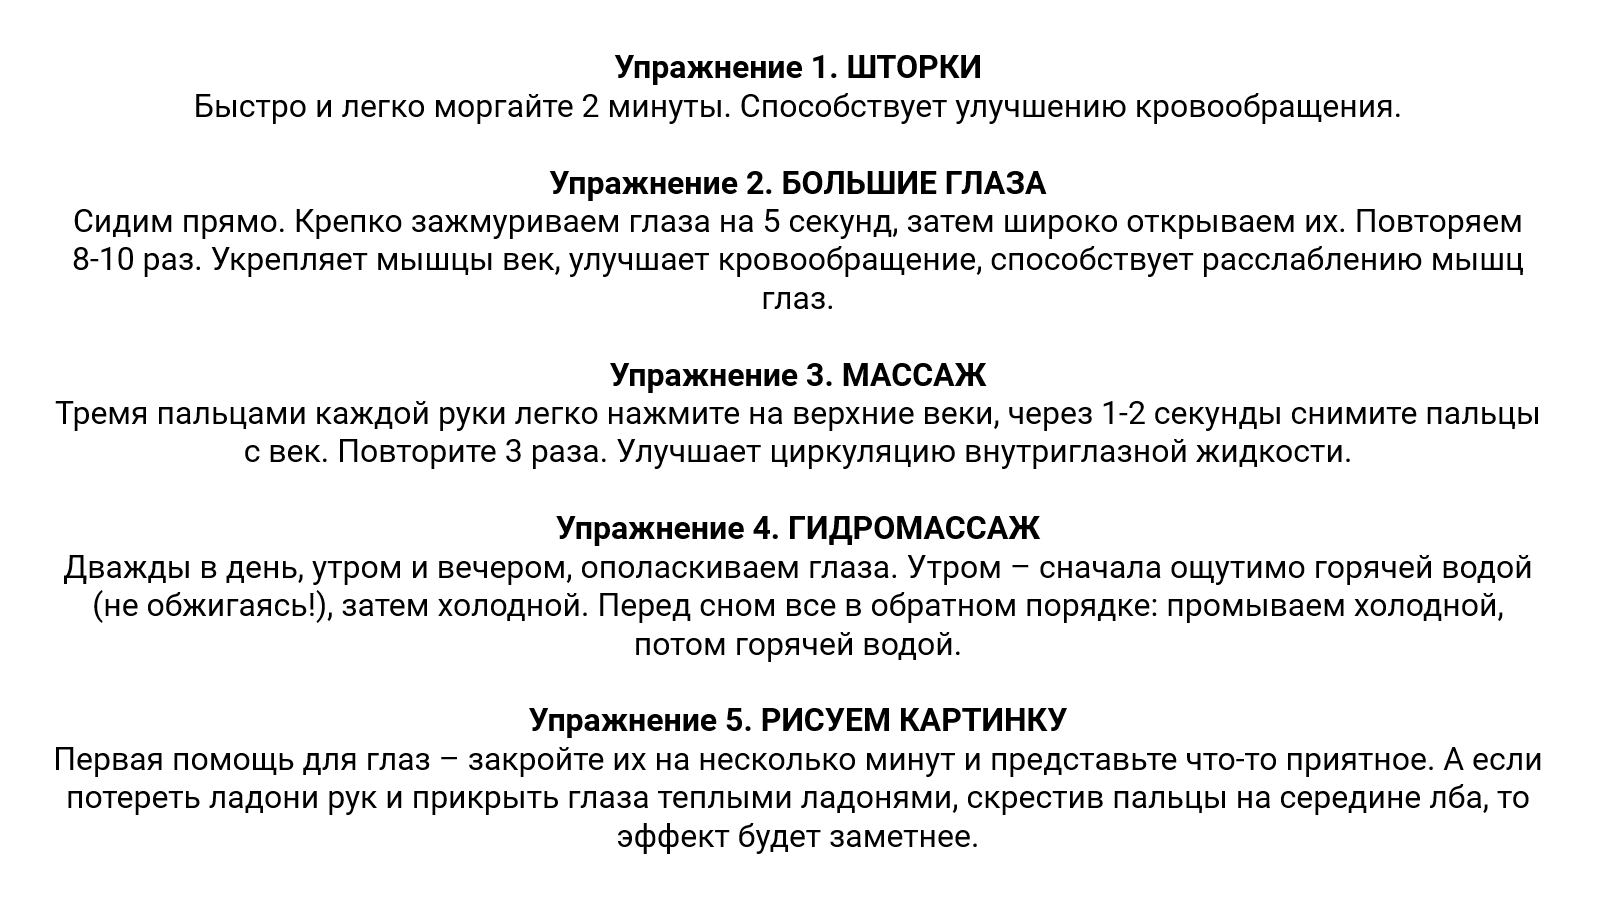 Упражнение 1. ШТОРКИ
Быстро и легко моргайте 2 минуты. Способствует улучшению кровообращения.
Упражнение 2. БОЛЬШИЕ ГЛАЗА
Сидим прямо. Крепко зажмуриваем глаза на 5 секунд, затем широко открываем их. Повторяем
8-10 раз. Укрепляет мышцы век, улучшает кровообращение, способствует расслаблению мышц
глаз.
Упражнение 3. МАССАЖ
Тремя пальцами каждой руки легко нажмите на верхние веки, через 1-2 секунды снимите пальцы
с век. Повторите 3 раза. Улучшает циркуляцию внутриглазной жидкости.
Упражнение 4. ГИДРОМАССАЖ
Дважды в день, утром и вечером, ополаскиваем глаза. Утром – сначала ощутимо горячей водой
(не обжигаясь!), затем холодной. Перед сном все в обратном порядке: промываем холодной,
потом горячей водой.
Упражнение 5. РИСУЕМ КАРТИНКУ
Первая помощь для глаз – закройте их на несколько минут и представьте что-то приятное. А если
потереть ладони рук и прикрыть глаза теплыми ладонями, скрестив пальцы на середине лба, то
эффект будет заметнее.